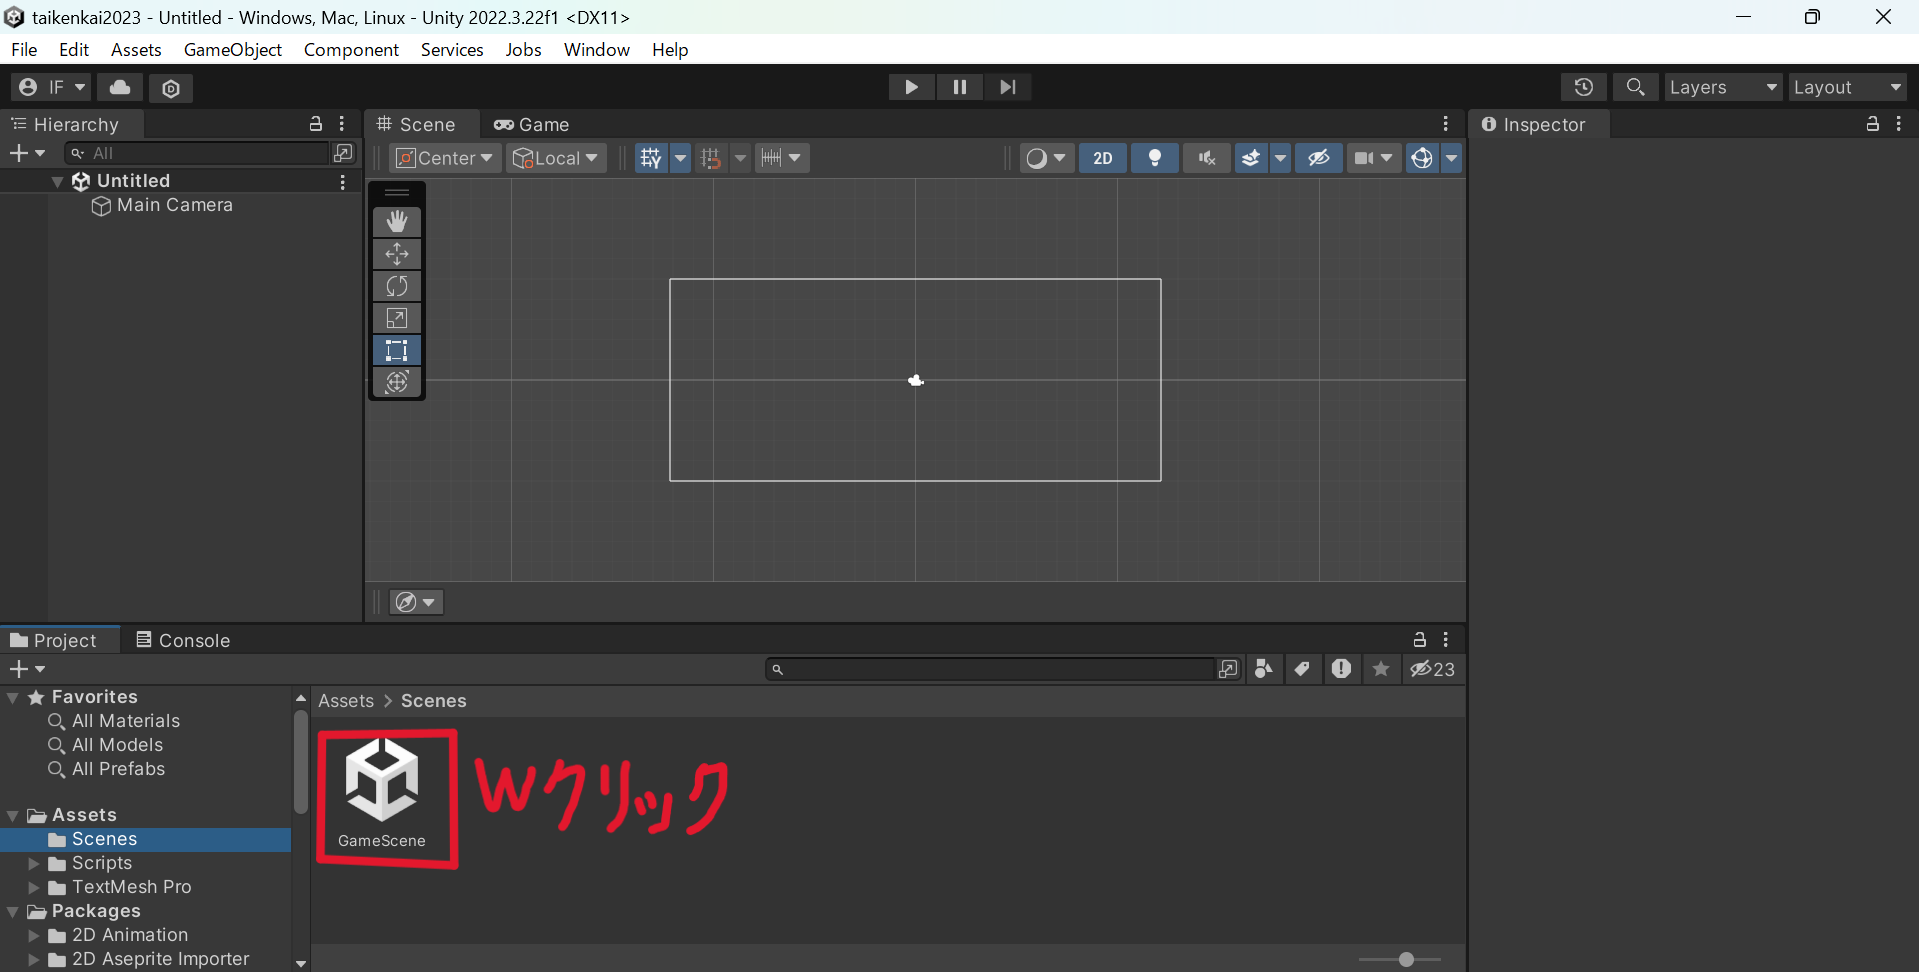 taikenkai2023 - Untitled - Windows, Mac, Linux - Unity 2022.3.22f1 <DX11>
File Edit Assets GameObject Component Services Jobs Window Help
IF
Layers
Layout
Hierarchy
All
Untitled
Main Camera
Scene
Game
Center
Local
2D
Inspector
Project
Console
23
Favorites
All Materials
All Models
All Prefabs
Assets
Scenes
Scripts
TextMesh Pro
Packages
2D Animation
2D Aseprite Importer
Assets > Scenes
GameScene
Wクリック